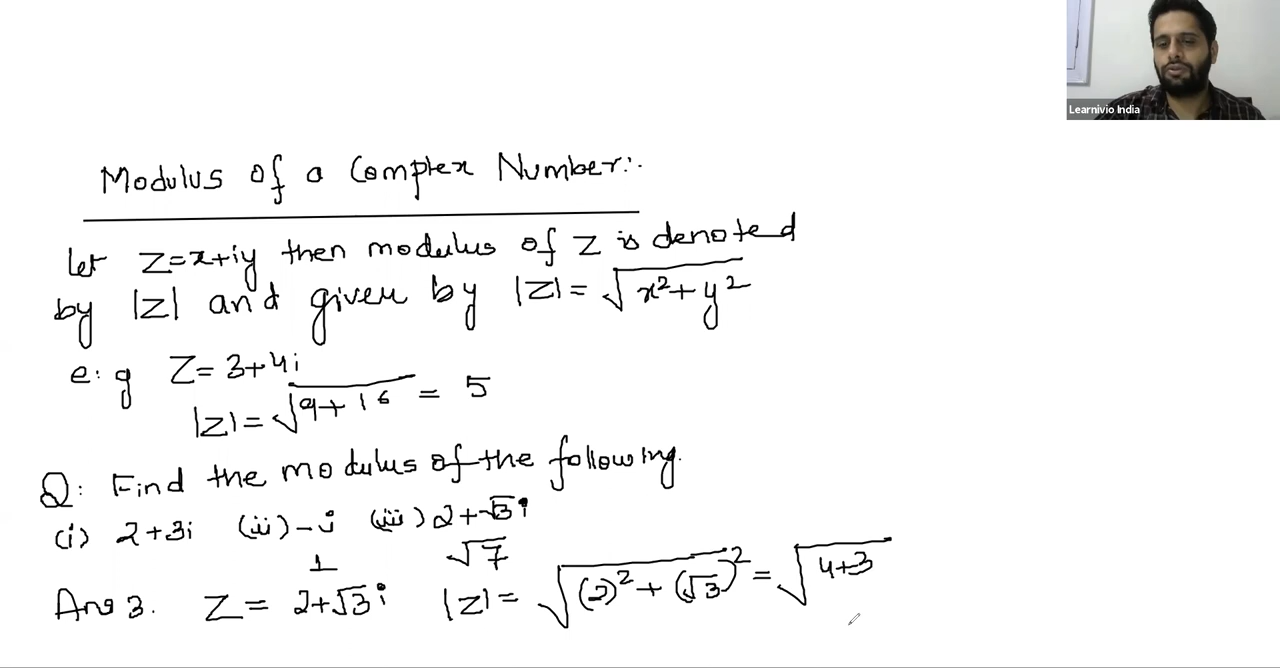 Learnivio India
Modulus of a Complex Number:.
Let Z=x+iy then modulus of Z is denoted
by |Z| and given by |Z| = √x²+y²
e.g Z= 3+4i
|Z| = √9+16 = 5
Q: Find the modulus of the following.
(i) 2+3i (ii) -i (iii) 2+√3i
1 √7
Ans 3. Z = 2+√3i |Z| = √(2)²+(√3)² = √4+3